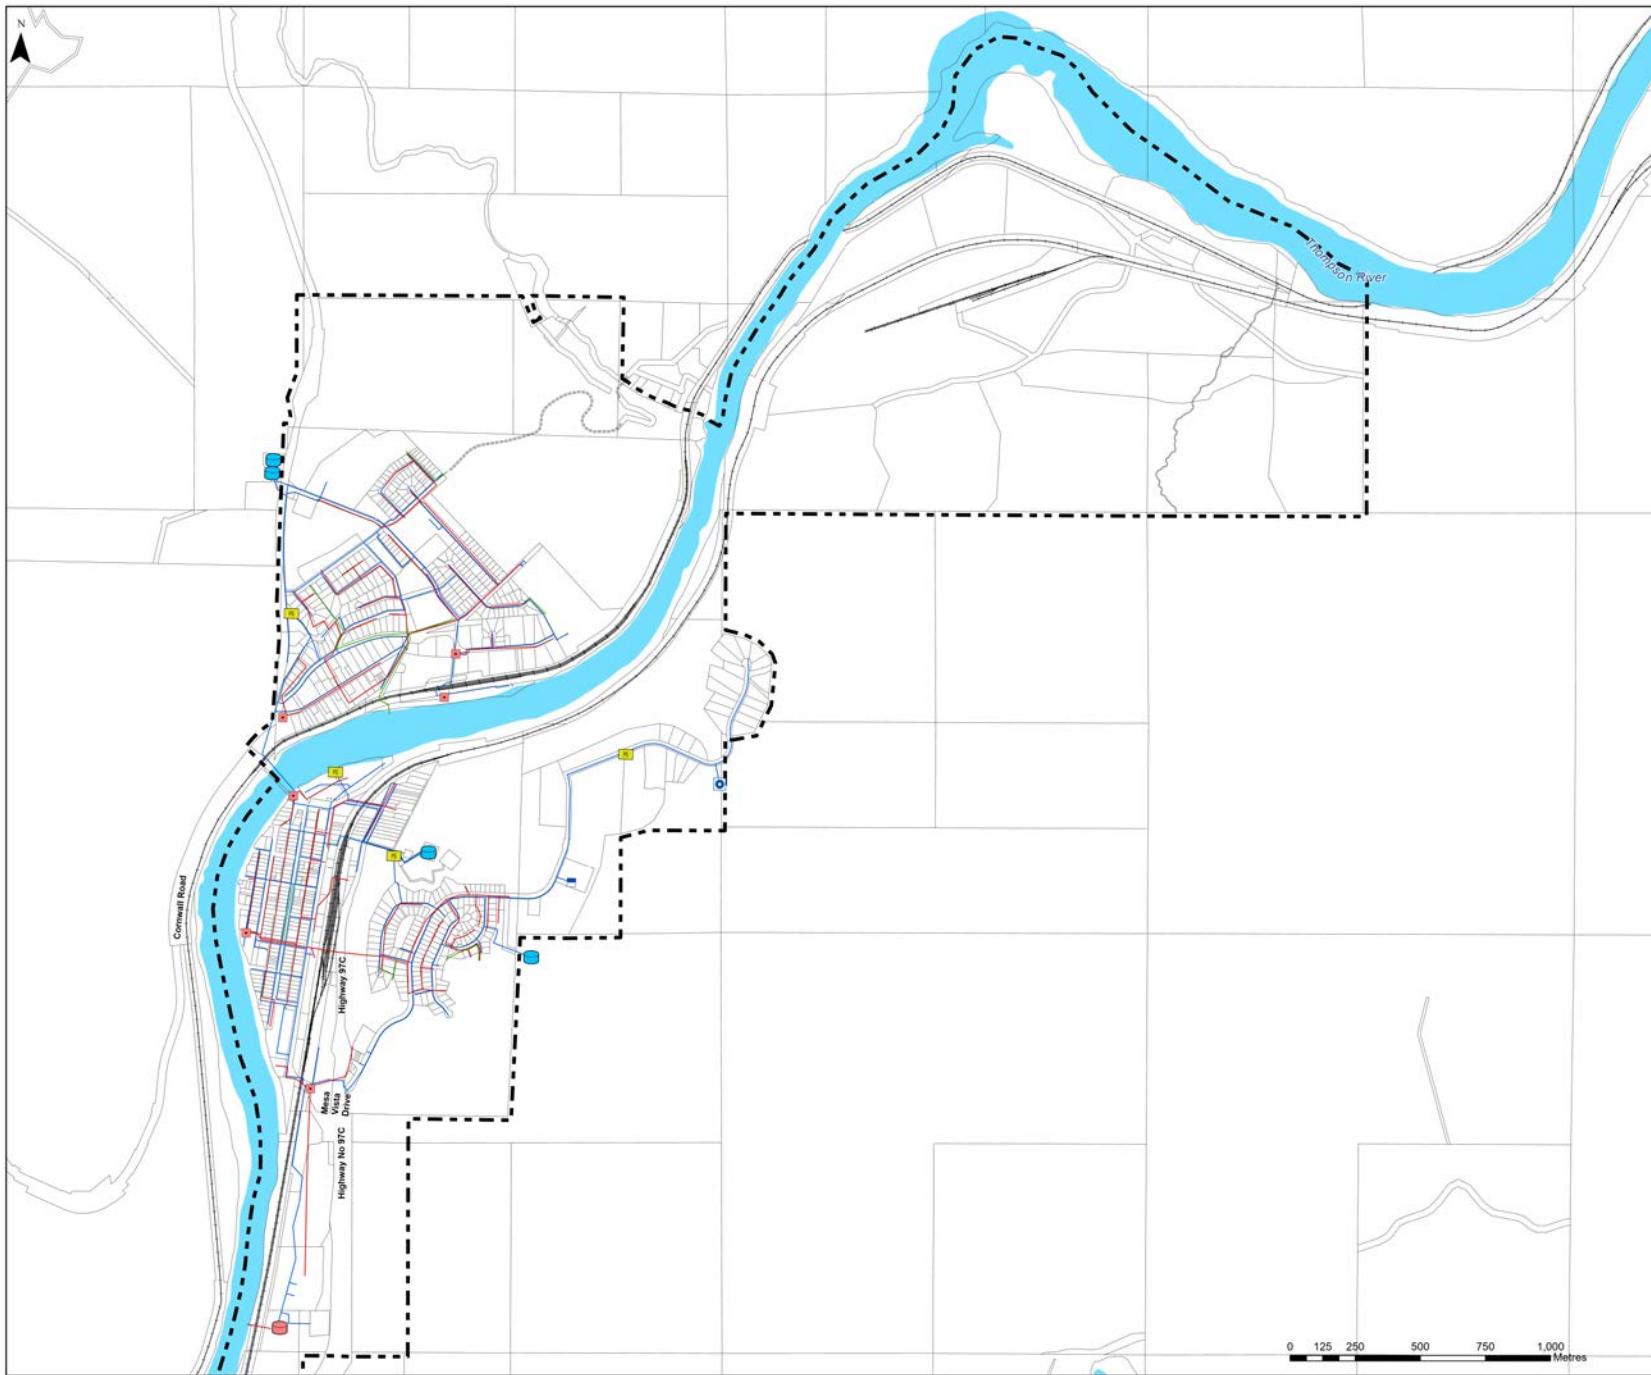 N
Thompson River
Cornwall Road
Highway 97C
Mesa
Vista
Drive
Highway No 97C
0 125 250 500 750 1,000
Metres